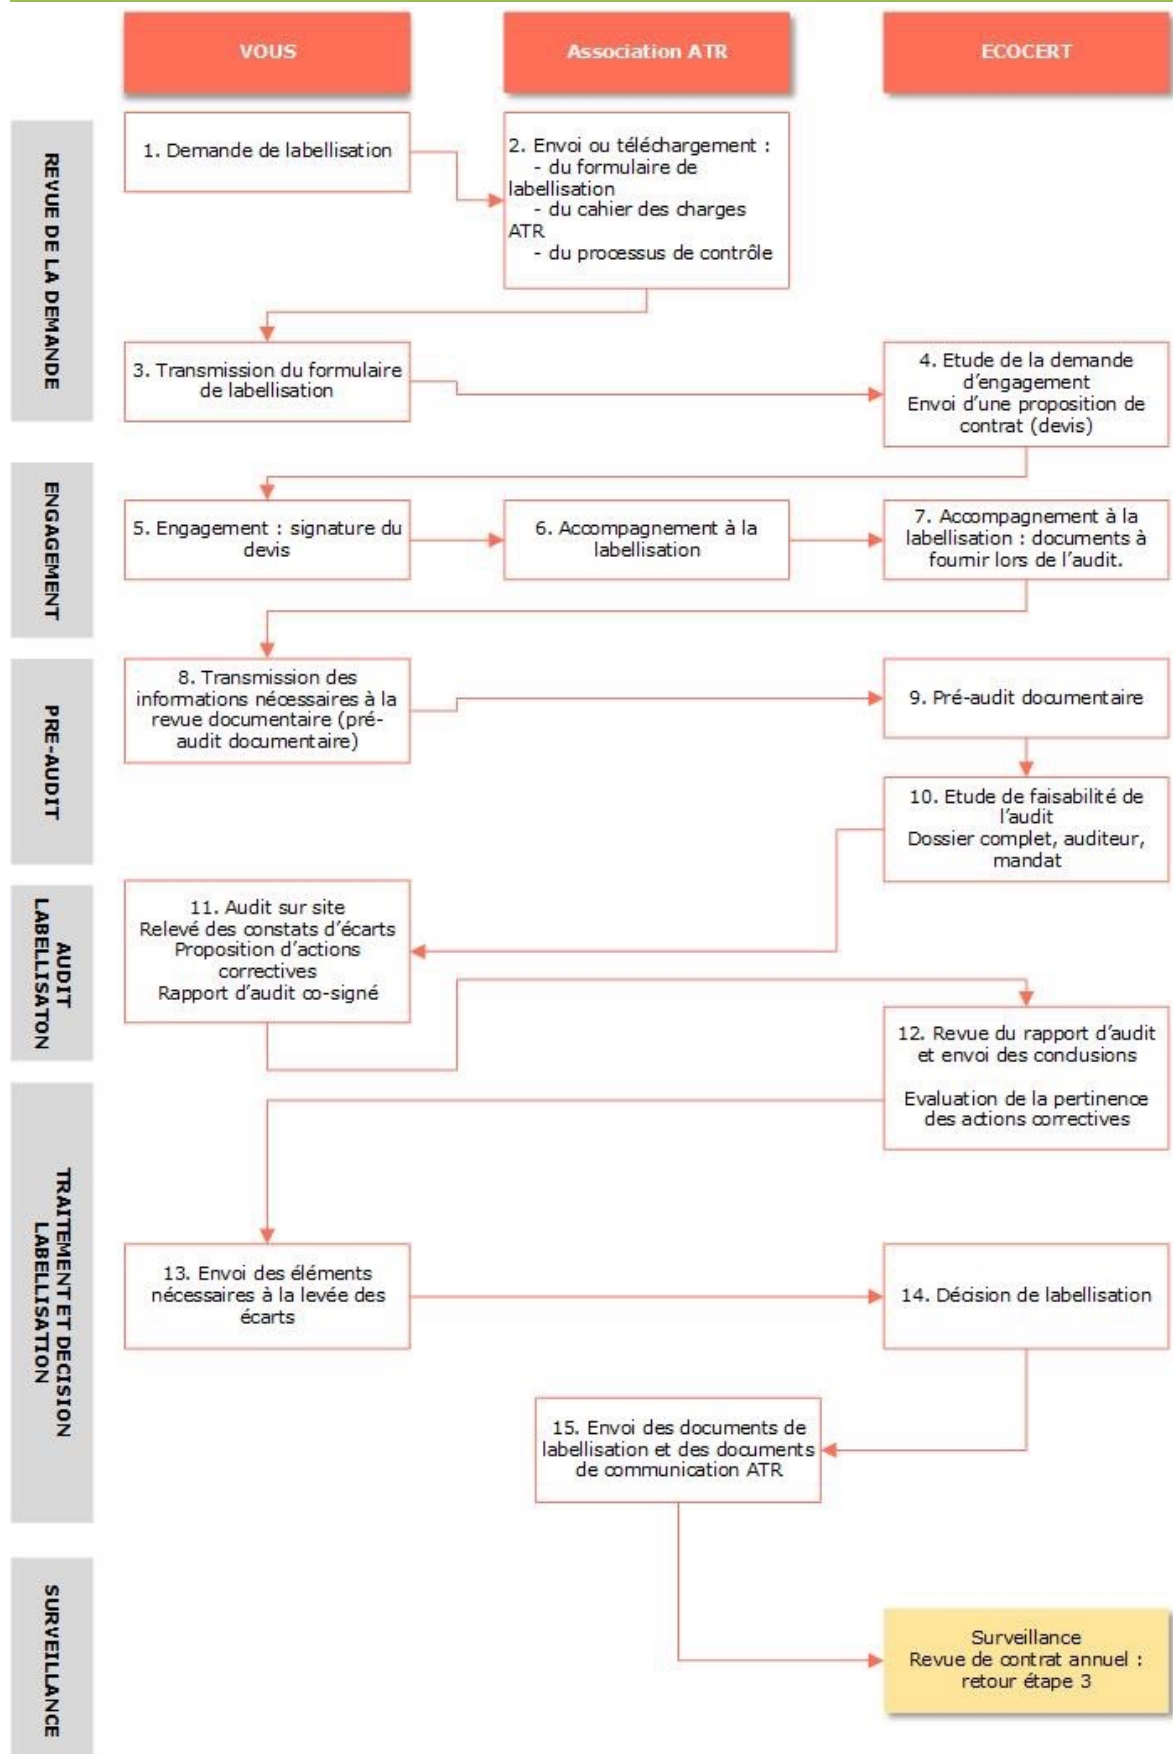 VOUS
Association ATR
ECOCERT
REVUE DE LA DEMANDE
1. Demande de labellisation
2. Envoi ou téléchargement :
- du formulaire de
labellisation
- du cahier des charges
ATR
- du processus de contrôle
3. Transmission du formulaire
de labellisation
4. Etude de la demande
d'engagement
Envoi d'une proposition de
contrat (devis)
ENGAGEMENT
5. Engagement : signature du
devis
6. Accompagnement à la
labellisation
7. Accompagnement à la
labellisation : documents à
fournir lors de l'audit.
PRE-AUDIT
8. Transmission des
informations nécessaires à la
revue documentaire (pré-
audit documentaire)
9. Pré-audit documentaire
10. Etude de faisabilité de
l'audit
Dossier complet, auditeur,
mandat
AUDIT
LABELLISATON
11. Audit sur site
Relevé des constats d'écarts
Proposition d'actions
correctives
Rapport d'audit co-signé
12. Revue du rapport d'audit
et envoi des conclusions
Evaluation de la pertinence
des actions correctives
TRAITEMENT ET DECISION
LABELLISATION
13. Envoi des éléments
nécessaires à la levée des
écarts
14. Décision de labellisation
15. Envoi des documents de
labellisation et des documents
de communication ATR
SURVEILLANCE
Surveillance
Revue de contrat annuel :
retour étape 3